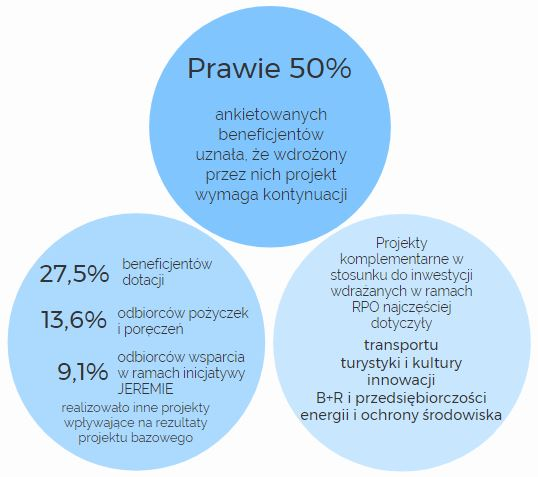 Prawie 50%
ankietowanych
beneficjentów
uznała, że wdrożony
przez nich projekt
wymaga kontynuacji
27,5% beneficjentów
dotacji
13,6% odbiorców pożyczek
i poręczeń
9,1% odbiorców wsparcia
w ramach inicjatywy
JEREMIE
realizowało inne projekty
wpływające na rezultaty
projektu bazowego
Projekty
komplementarne w
stosunku do inwestycji
wdrażanych w ramach
RPO najczęściej
dotyczyły
transportu
turystyki i kultury
innowacji
B+R i przedsiębiorczości
energii i ochrony środowiska